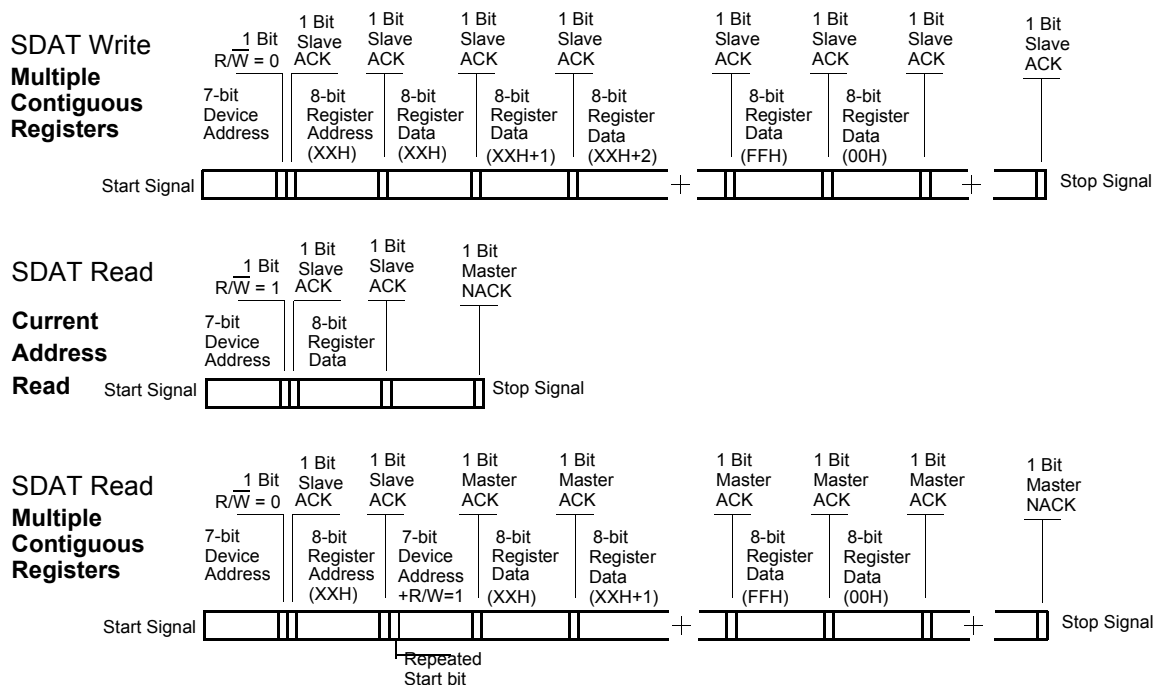 SDAT Write
Multiple
Contiguous
Registers
1 Bit
R/W = 0
1 Bit
Slave
ACK
1 Bit
Slave
ACK
1 Bit
Slave
ACK
1 Bit
Slave
ACK
1 Bit
Slave
ACK
1 Bit
Slave
ACK
1 Bit
Slave
ACK
1 Bit
Slave
ACK
7-bit
Device
Address
8-bit
Register
Address
(XXH)
8-bit
Register
Data
(XXH)
8-bit
Register
Data
(XXH+1)
8-bit
Register
Data
(XXH+2)
8-bit
Register
Data
(FFH)
8-bit
Register
Data
(00H)
Start Signal
Stop Signal
SDAT Read
Current
Address
Read
1 Bit
R/W = 1
1 Bit
Slave
ACK
1 Bit
Slave
ACK
1 Bit
Master
NACK
7-bit
Device
Address
8-bit
Register
Data
Start Signal
Stop Signal
SDAT Read
Multiple
Contiguous
Registers
1 Bit
R/W = 0
1 Bit
Slave
ACK
1 Bit
Slave
ACK
1 Bit
Master
ACK
1 Bit
Master
ACK
1 Bit
Master
ACK
1 Bit
Master
ACK
1 Bit
Master
ACK
1 Bit
Master
NACK
7-bit
Device
Address
8-bit
Register
Address
(XXH)
7-bit
Device
Address
+R/W=1
8-bit
Register
Data
(XXH)
8-bit
Register
Data
(XXH+1)
8-bit
Register
Data
(FFH)
8-bit
Register
Data
(00H)
Start Signal
Stop Signal
Repeated
Start bit